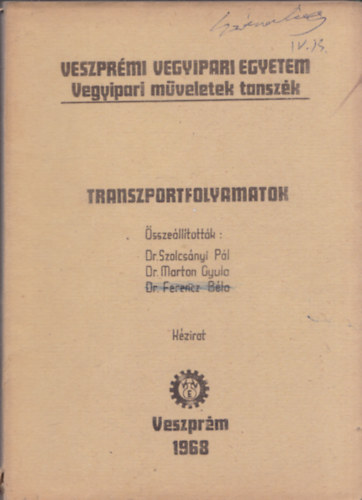 IV. B.
VESZPRÉMI VEGYIPARI EGYETEM
Vegyipari műveletek tanszék
TRANSZPORTFOLYAMATOK
Összeállították :
Dr. Szolcsányi Pál
Dr. Marton Gyula
Dr. Ferencz Béla
Kézirat
Veszprém
1968